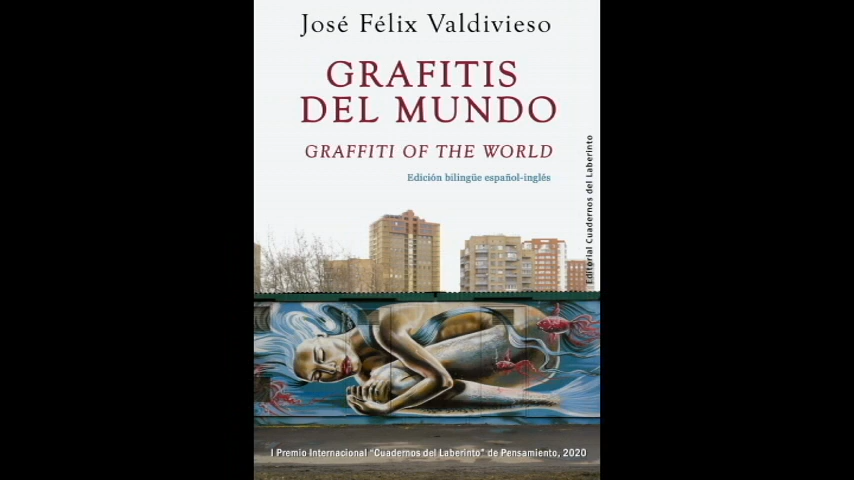 José Félix Valdivieso
GRAFITIS
DEL MUNDO
GRAFFITI OF THE WORLD
Edición bilingüe español-inglés
Editorial Cuadernos del Laberinto
I Premio Internacional "Cuadernos del Laberinto" de Pensamiento, 2020